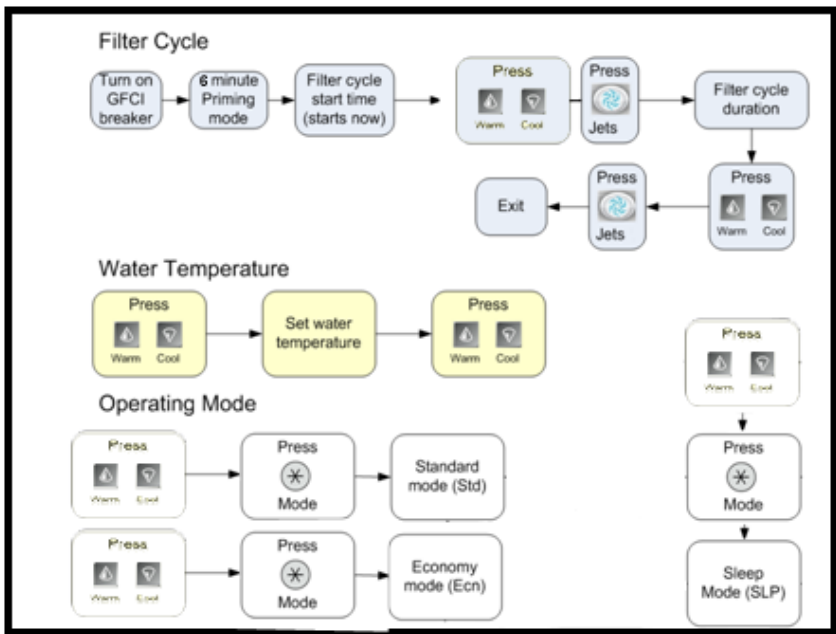 Filter Cycle
Turn on
GFCI
breaker
6 minute
Priming
mode
Filter cycle
start time
(starts now)
Press
Warm Cool
Press
Jets
Filter cycle
duration
Press
Warm Cool
Press
Jets
Exit
Water Temperature
Press
Warm Cool
Set water
temperature
Press
Warm Cool
Operating Mode
Press
Warm Cool
Press
Mode
Standard
mode (Std)
Press
Warm Cool
Press
Mode
Economy
mode (Ecn)
Press
Warm Cool
Press
Mode
Sleep
Mode (SLP)